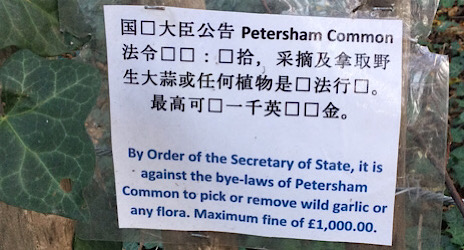 国□大臣公告 Petersham Common
法令□□：□拾，采摘及拿取野
生大蒜或任何植物是□法行□。
最高可□一千英□□金。
By Order of the Secretary of State, it is
against the bye-laws of Petersham
Common to pick or remove wild garlic or
any flora. Maximum fine of £1,000.00.